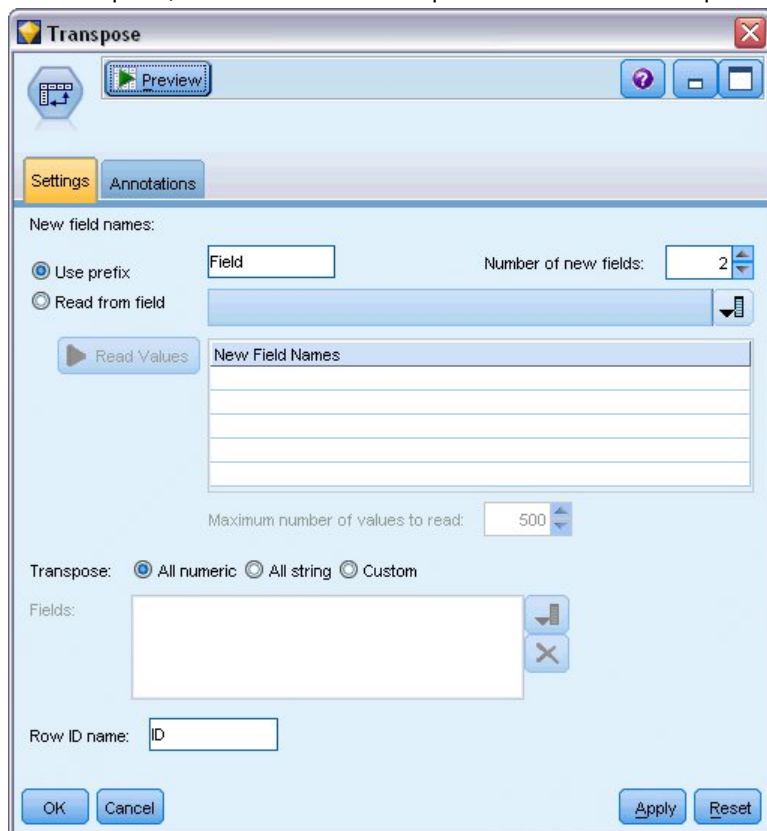 Transpose
Preview
Settings Annotations
New field names:
Use prefix Field Number of new fields: 2
Read from field
Read Values New Field Names
Maximum number of values to read: 500
Transpose: All numeric All string Custom
Fields:
Row ID name: ID
OK Cancel Apply Reset